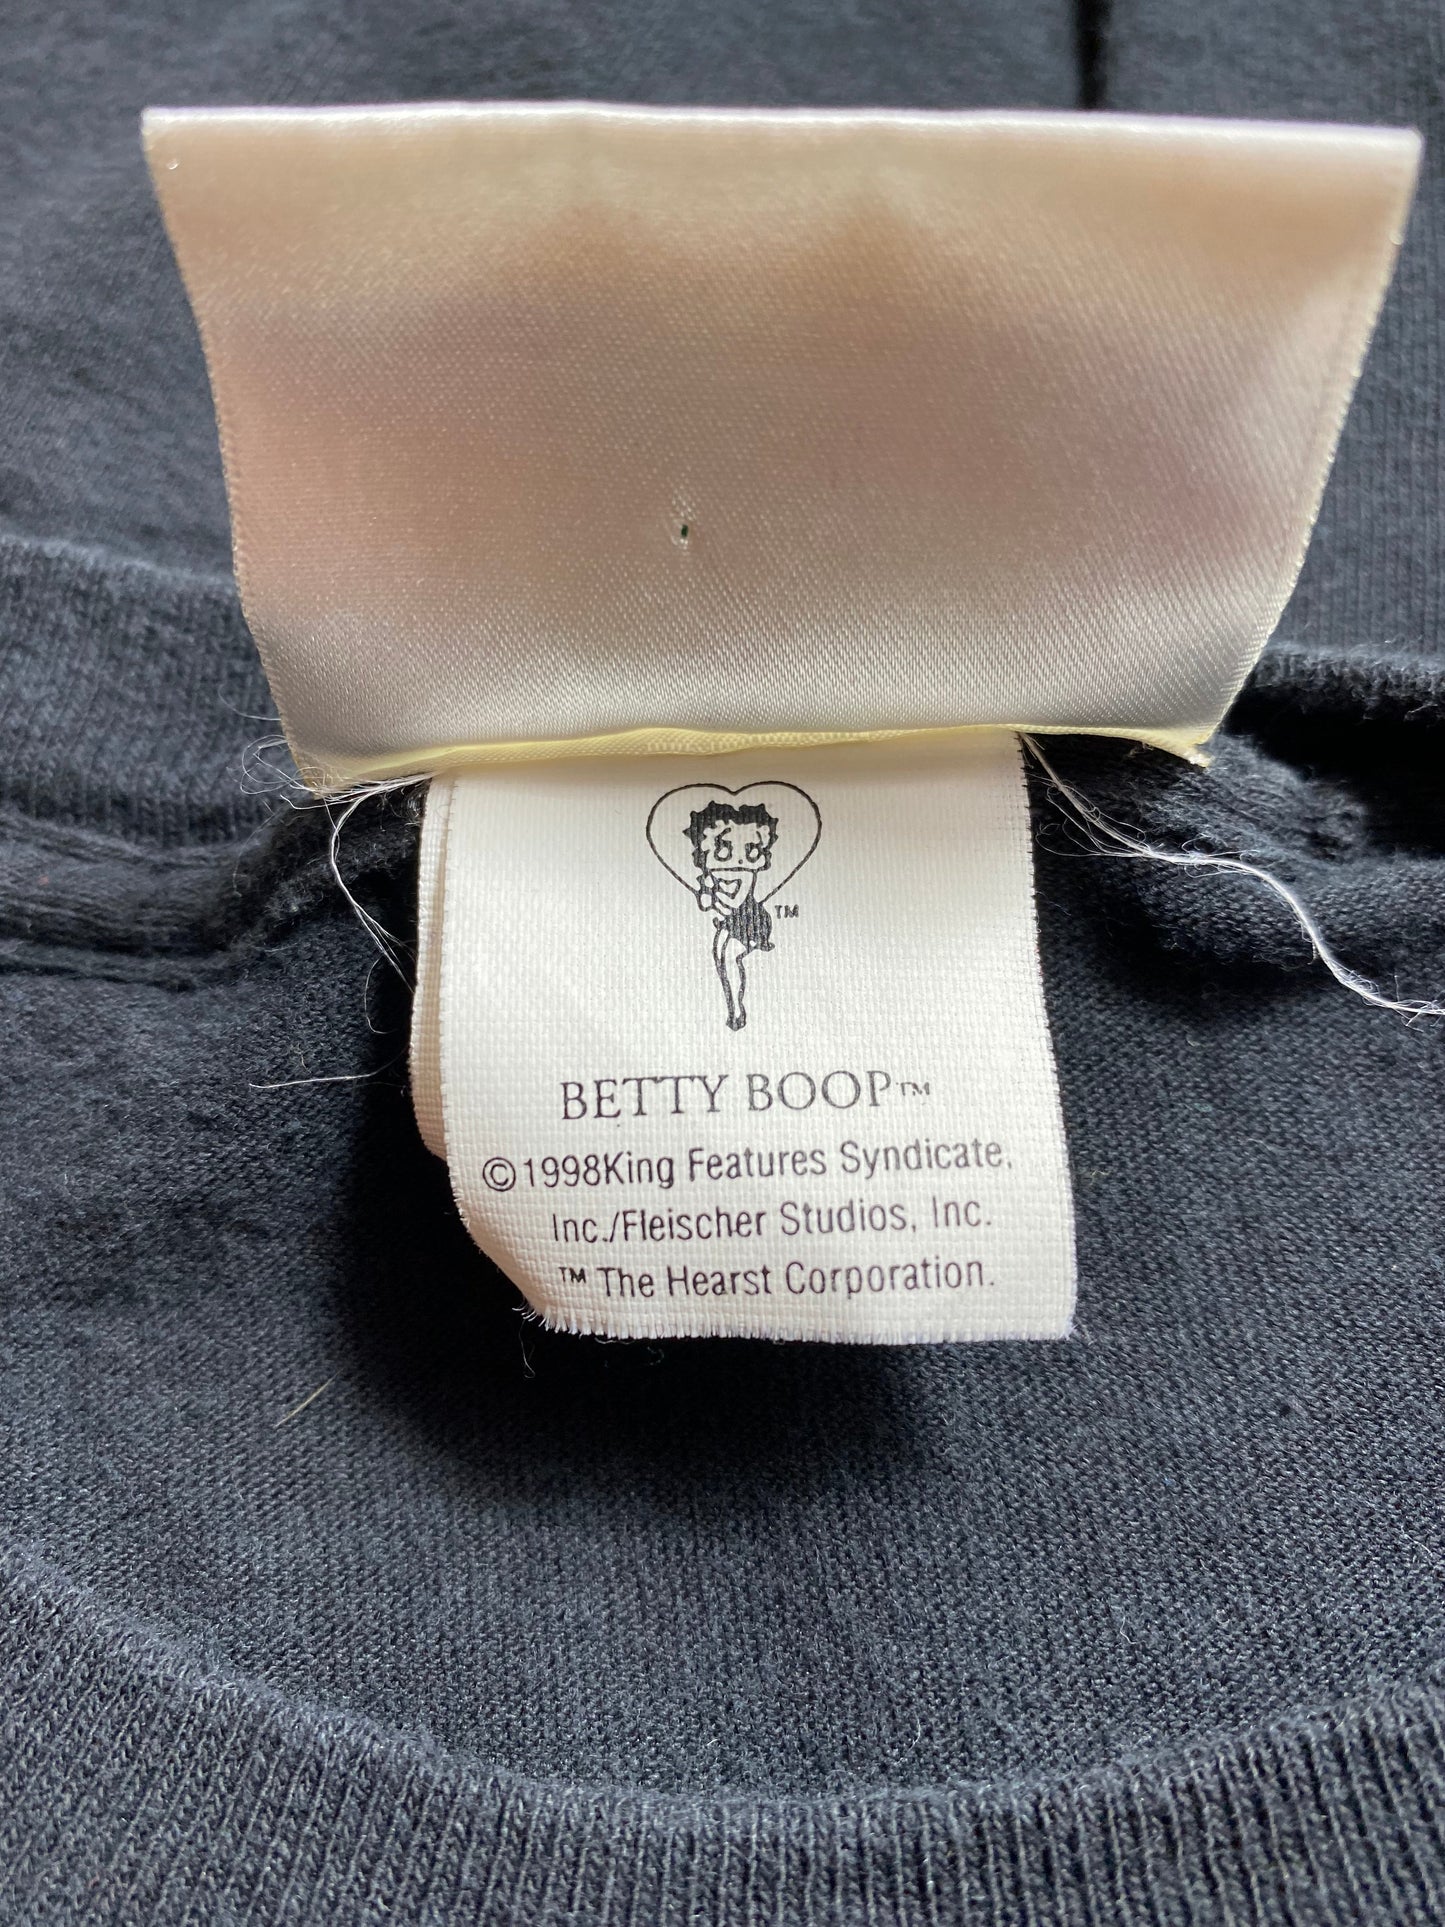 TM
BETTY BOOP™
©1998King Features Syndicate,
Inc./Fleischer Studios, Inc.
™ The Hearst Corporation.